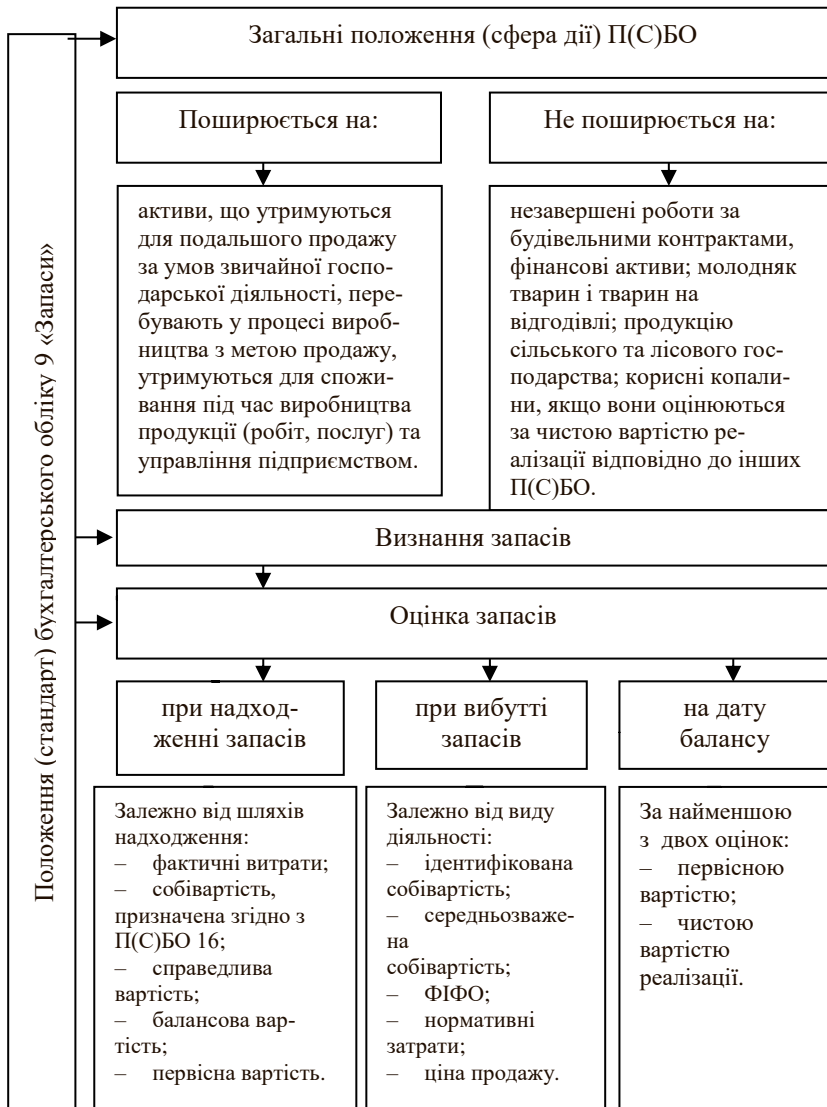 Положення (стандарт) бухгалтерського обліку 9 «Запаси»
Загальні положення (сфера дії) П(С)БО
Поширюється на:
активи, що утримуються
для подальшого продажу
за умов звичайної госпо-
дарської діяльності, пере-
бувають у процесі вироб-
ництва з метою продажу,
утримуються для спожи-
вання під час виробництва
продукції (робіт, послуг) та
управління підприємством.
Не поширюється на:
незавершені роботи за
будівельними контрактами,
фінансові активи; молодняк
тварин і тварин на
відгодівлі; продукцію
сільського та лісового гос-
подарства; корисні копали-
ни, якщо вони оцінюються
за чистою вартістю ре-
алізації відповідно до інших
П(С)БО.
Визнання запасів
Оцінка запасів
при надход-
женні запасів
Залежно від шляхів
надходження:
– фактичні витрати;
– собівартість,
призначена згідно з
П(С)БО 16;
– справедлива
вартість;
– балансова вар-
тість;
– первісна вартість.
при вибутті
запасів
Залежно від виду
діяльності:
– ідентифікована
собівартість;
– середньозваже-
на
собівартість;
– ФІФО;
– нормативні
затрати;
– ціна продажу.
на дату
балансу
За найменшою
з двох оцінок:
– первісною
вартістю;
– чистою
вартістю
реалізації.